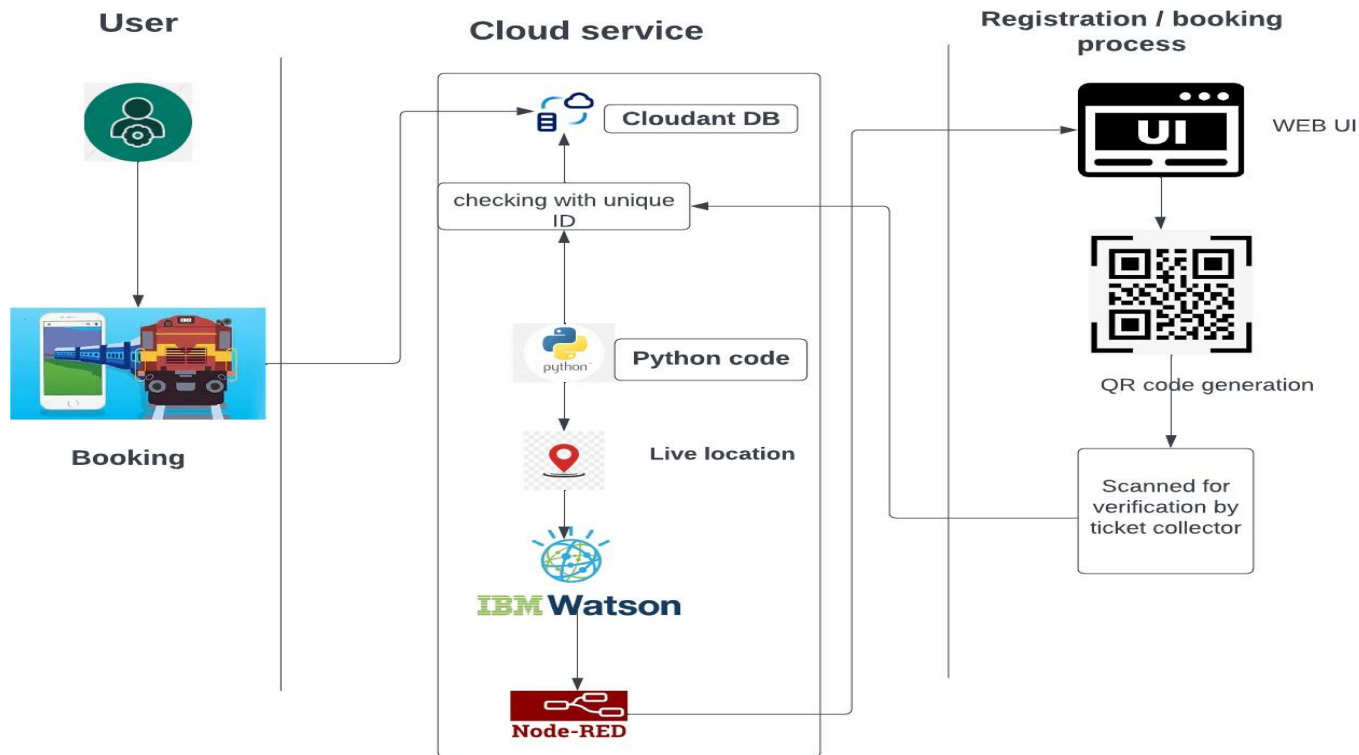 User
Cloud service
Registration / booking
process
Cloudant DB
UI
WEB UI
checking with unique
ID
python
Python code
QR code generation
Booking
Live location
Scanned for
verification by
ticket collector
IBM Watson
Node-RED